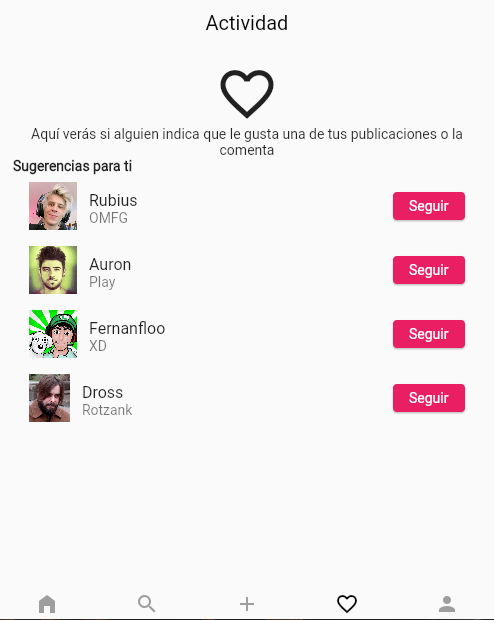 Actividad
Aquí verás si alguien indica que le gusta una de tus publicaciones o la
comenta
Sugerencias para ti
Rubius
OMFG
Seguir
Auron
Play
Seguir
Fernanfloo
XD
Seguir
Dross
Rotzank
Seguir